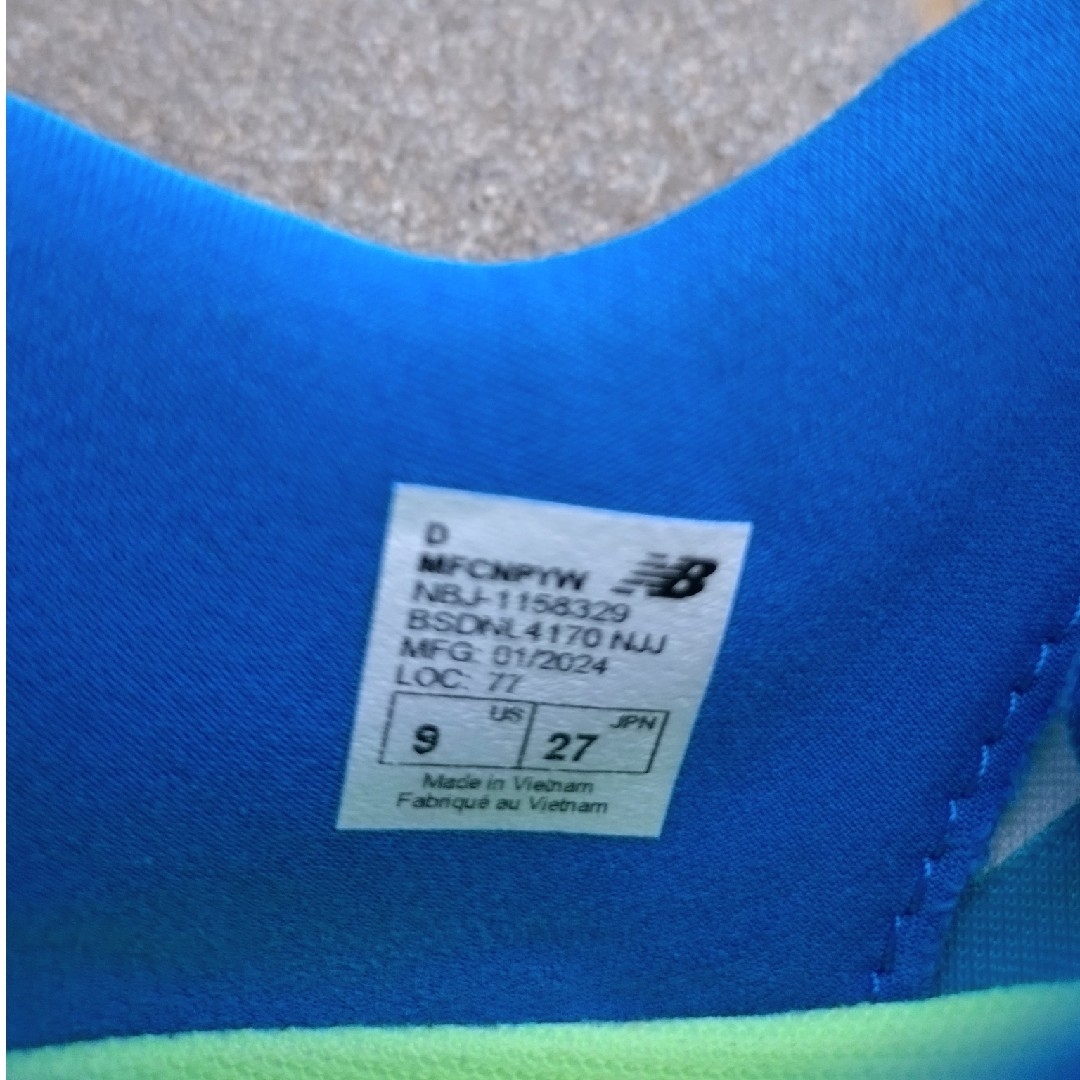 D
MFCNPYW
NB
NBJ-1158329
BSDNL4170 NJJ
MFG: 01/2024
LOC: 77
US JPN
9 27
Made in Vietnam
Fabriqué au Vietnam